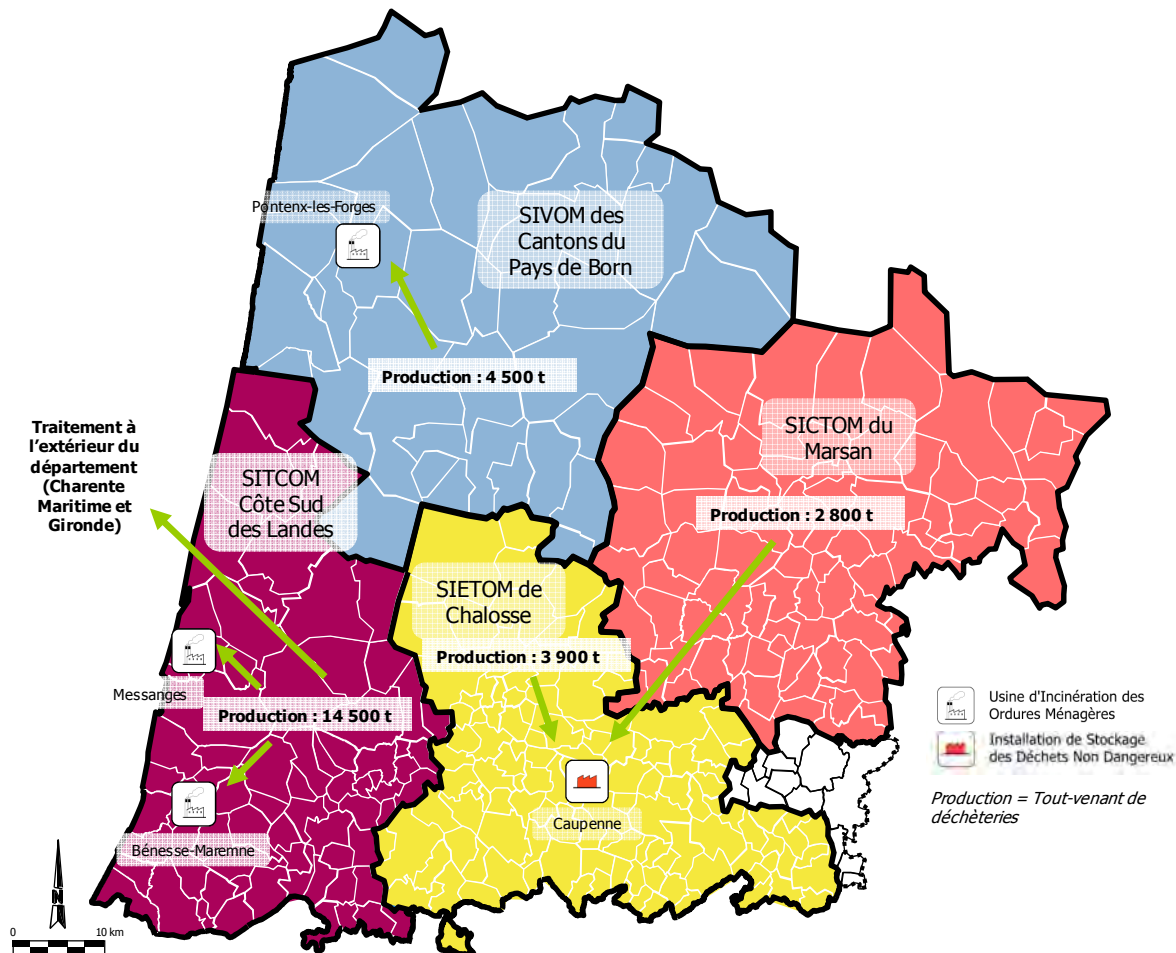 Pontenx-les-Forges
SIVOM des
Cantons du
Pays de Born
Production : 4 500 t
Traitement à
l'extérieur du
département
(Charente
Maritime et
Gironde)
SITCOM
Côte Sud
des Landes
SICTOM du
Marsan
Production : 2 800 t
SIETOM de
Chalosse
Production : 3 900 t
Messanges
Production : 14 500 t
Bénesse-Maremne
Caupenne
Usine d'Incinération des
Ordures Ménagères
Installation de Stockage
des Déchets Non Dangereux
Production = Tout-venant de
déchèteries
N
0 10 km